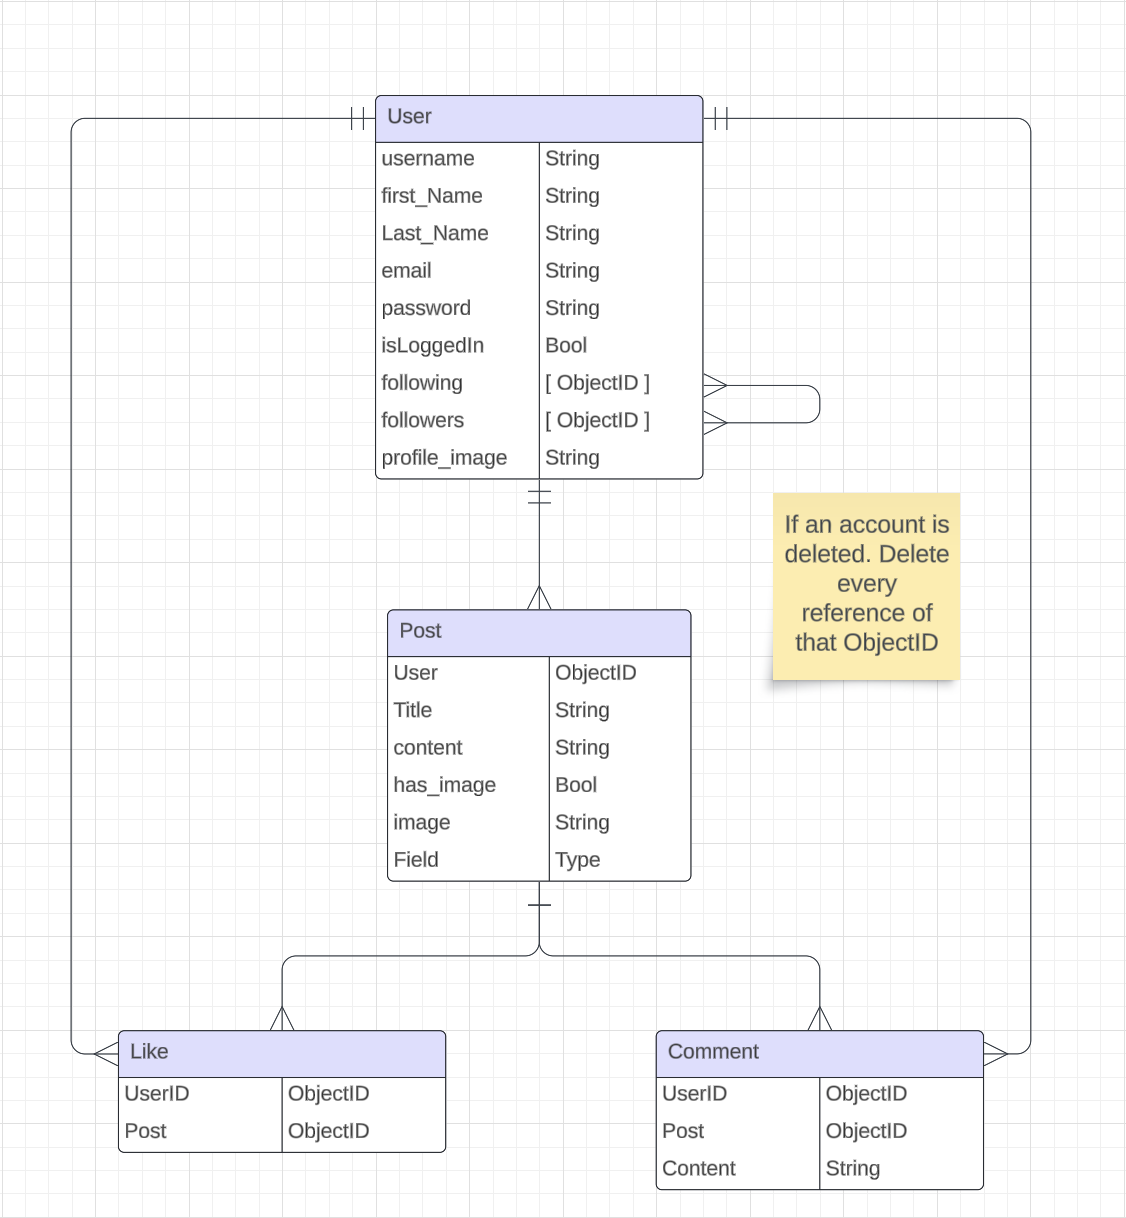 User
username String
first_Name String
Last_Name String
email String
password String
isLoggedIn Bool
following [ ObjectID ]
followers [ ObjectID ]
profile_image String
If an account is
deleted. Delete
every
reference of
that ObjectID
Post
User ObjectID
Title String
content String
has_image Bool
image String
Field Type
Like
UserID ObjectID
Post ObjectID
Comment
UserID ObjectID
Post ObjectID
Content String